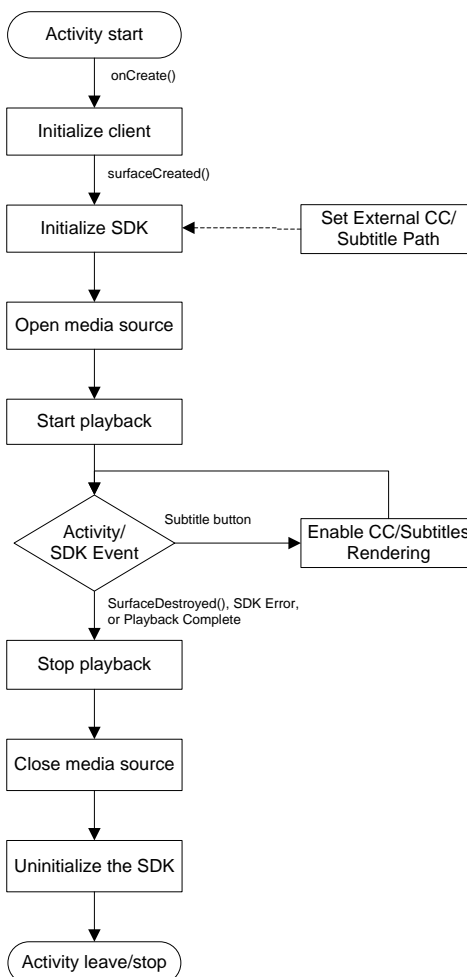 Activity start
onCreate()
Initialize client
surfaceCreated()
Initialize SDK
Set External CC/
Subtitle Path
Open media source
Start playback
Activity/
SDK Event
Subtitle button
Enable CC/Subtitles
Rendering
SurfaceDestroyed(), SDK Error,
or Playback Complete
Stop playback
Close media source
Uninitialize the SDK
Activity leave/stop